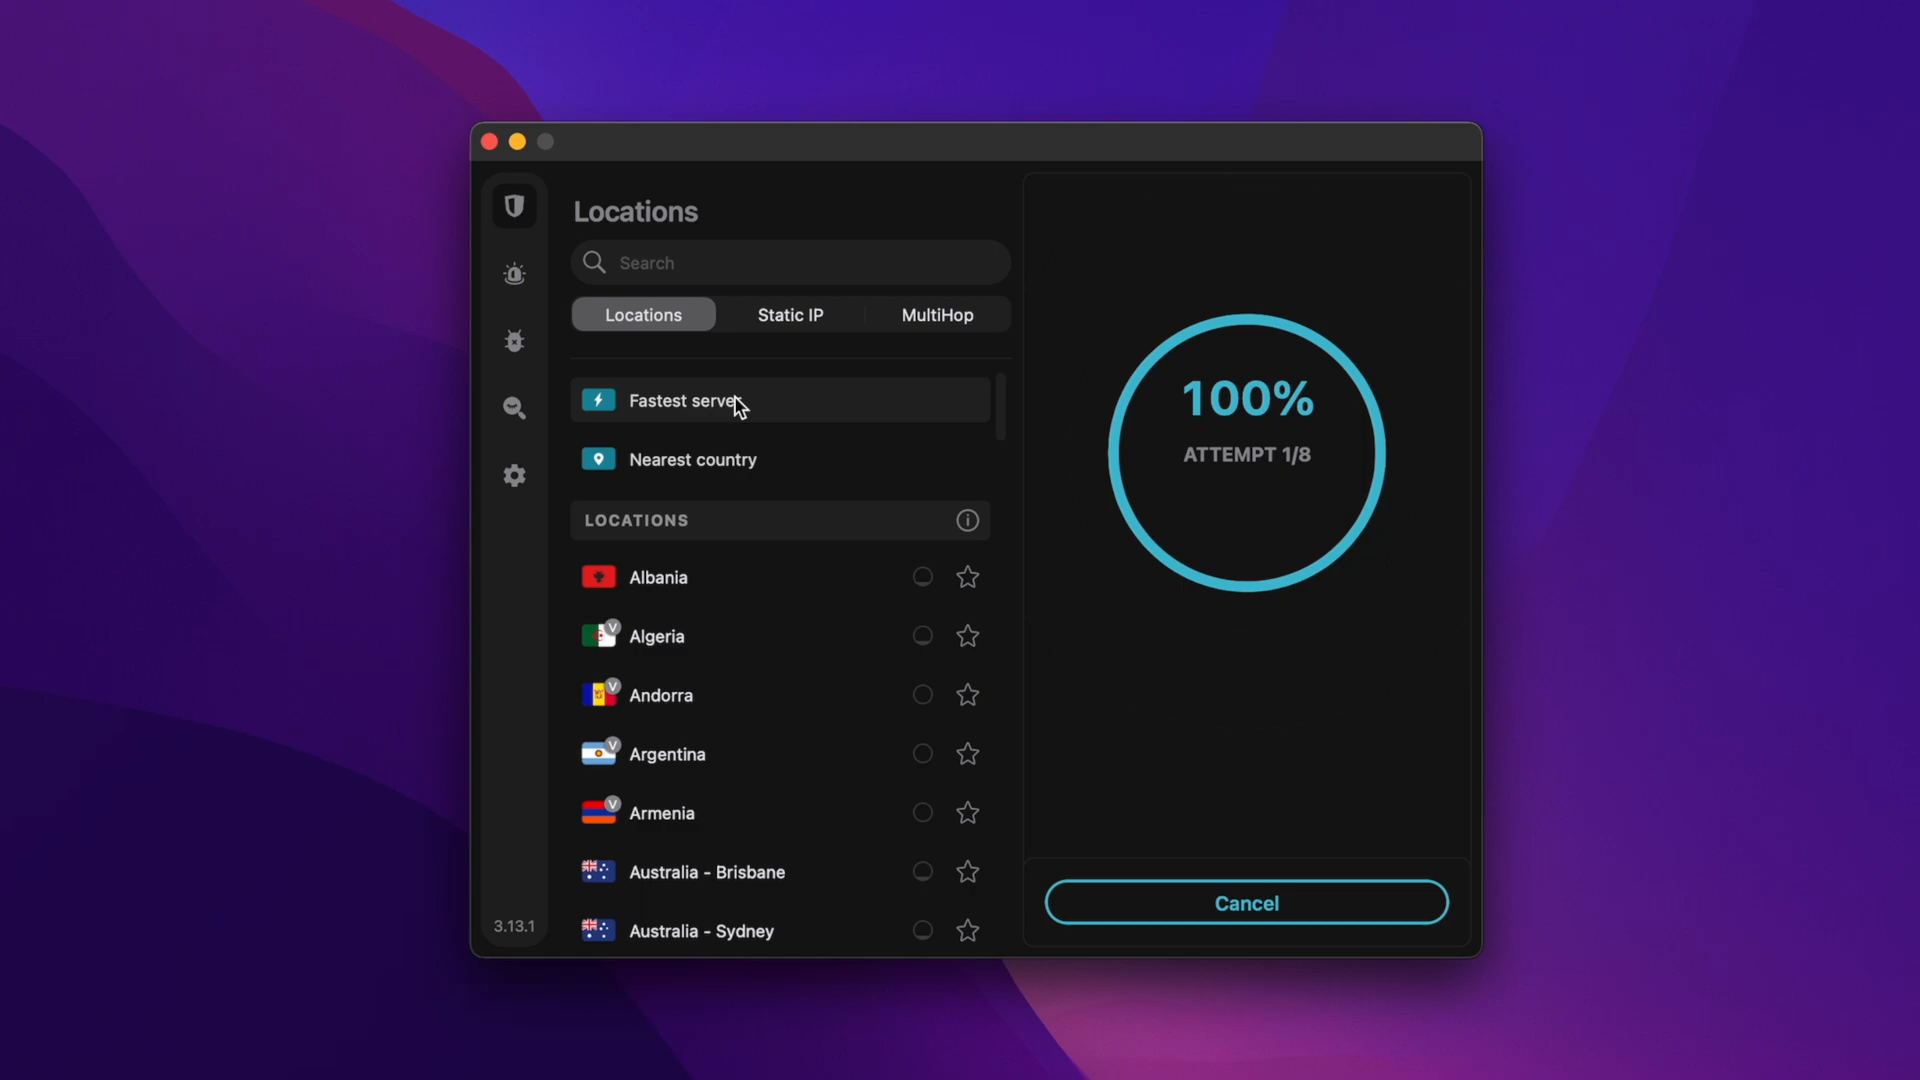 Locations
Search
Locations
Static IP
MultiHop
Fastest server
Nearest country
LOCATIONS
Albania
V
Algeria
V
Andorra
V
Argentina
V
Armenia
Australia - Brisbane
Australia - Sydney
3.13.1
100%
ATTEMPT 1/8
Cancel